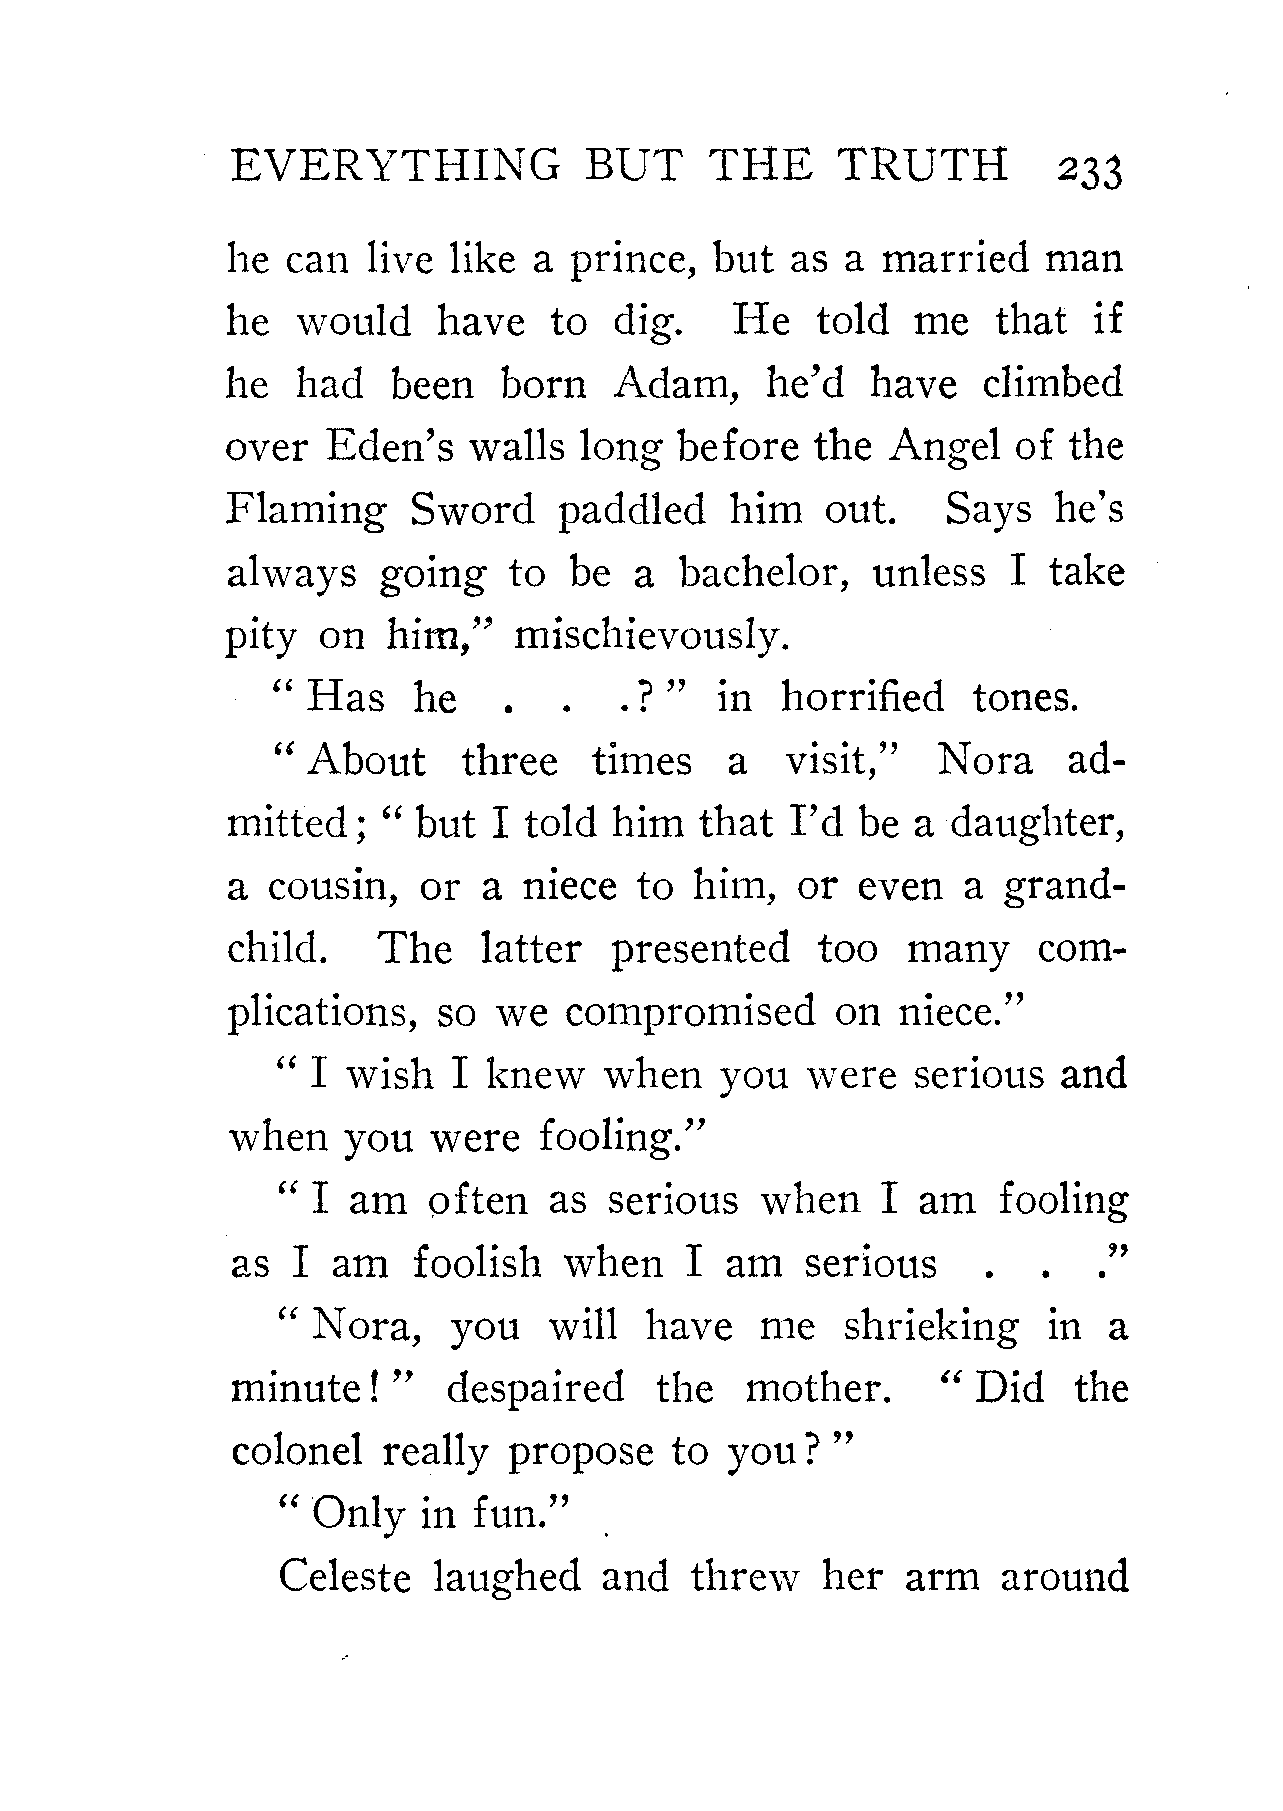 EVERYTHING BUT THE TRUTH 233
he can live like a prince, but as a married man
he would have to dig. He told me that if
he had been born Adam, he'd have climbed
over Eden's walls long before the Angel of the
Flaming Sword paddled him out. Says he's
always going to be a bachelor, unless I take
pity on him," mischievously.
" Has he . . .? " in horrified tones.
" About three times a visit," Nora ad-
mitted; " but I told him that I'd be a daughter,
a cousin, or a niece to him, or even a grand-
child. The latter presented too many com-
plications, so we compromised on niece."
" I wish I knew when you were serious and
when you were fooling."
" I am often as serious when I am fooling
as I am foolish when I am serious . . ."
" Nora, you will have me shrieking in a
minute! " despaired the mother. " Did the
colonel really propose to you? "
" Only in fun."
Celeste laughed and threw her arm around